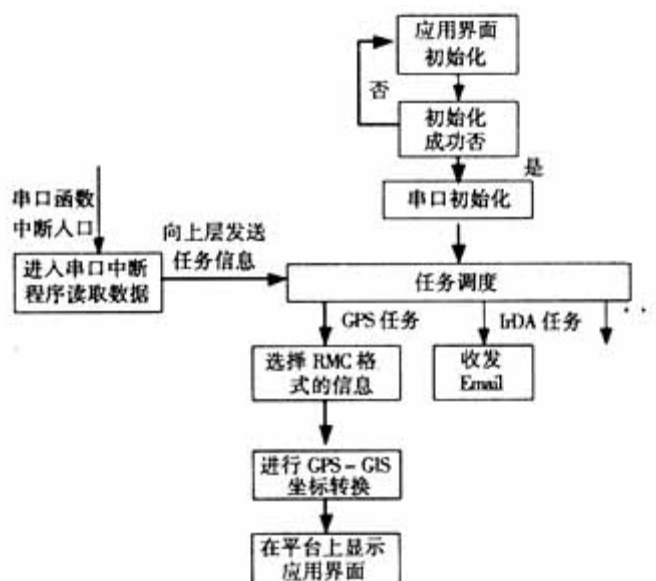 应用界面
初始化
否
初始化
成功否
是
串口初始化
串口函数
中断人口
向上层发送
任务信息
进入串口中断
程序读取数据
任务调度
GPS 任务
IrDA 任务
选择 RMC 格
式的信息
收发
Email
进行 GPS－GIS
坐标转换
在平台上显示
应用界面